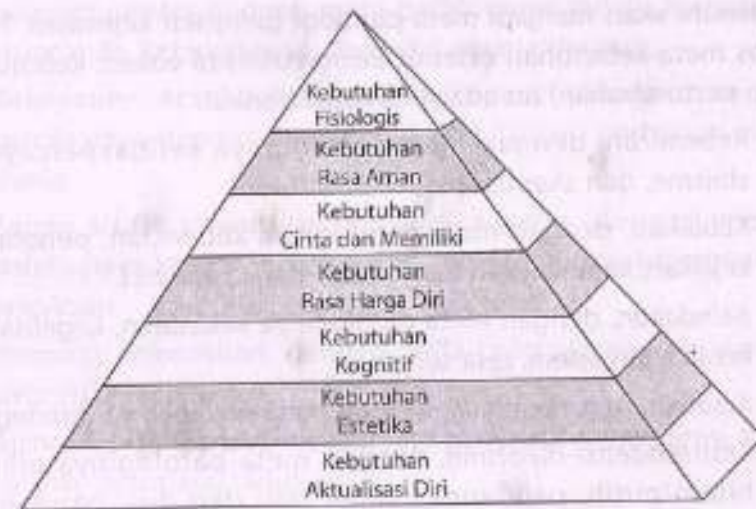 Kebutuhan
Fisiologis
Kebutuhan
Rasa Aman
Kebutuhan
Cinta dan Memiliki
Kebutuhan
Rasa Harga Diri
Kebutuhan
Kognitif
Kebutuhan
Estetika
Kebutuhan
Aktualisasi Diri